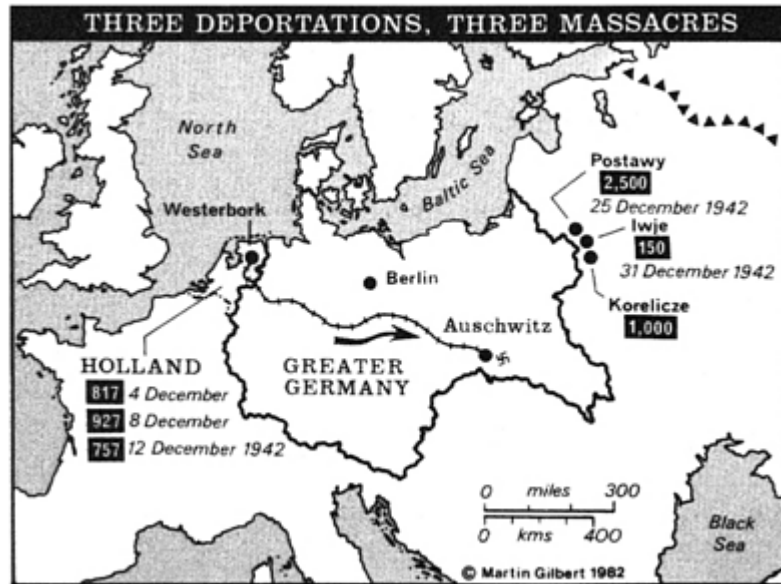 THREE DEPORTATIONS, THREE MASSACRES
North
Sea
Baltic Sea
Postawy
2,500
25 December 1942
Iwje
150
31 December 1942
Korelicze
1,000
Westerbork
Berlin
Auschwitz
HOLLAND
817 4 December
927 8 December
757 12 December 1942
GREATER
GERMANY
0 miles 300
0 kms 400
Black
Sea
© Martin Gilbert 1982